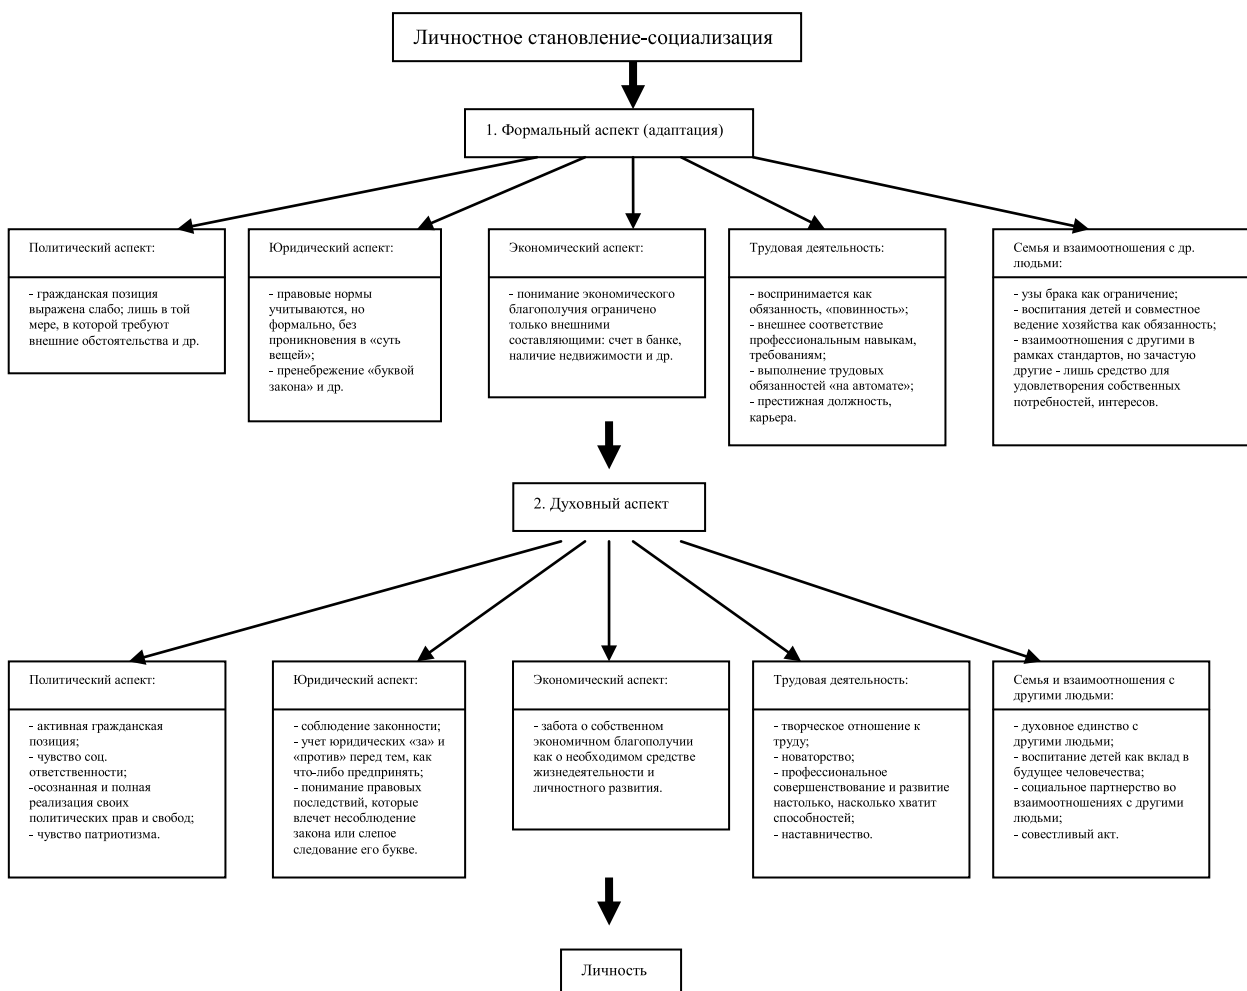 Личностное становление-социализация
1. Формальный аспект (адаптация)
Политический аспект:
- гражданская позиция
выражена слабо; лишь в той
мере, в которой требуют
внешние обстоятельства и др.
Юридический аспект:
- правовые нормы
учитываются, но
формально, без
проникновения в «суть
вещей»;
- пренебрежение «буквой
закона» и др.
Экономический аспект:
- понимание экономического
благополучия ограничено
только внешними
составляющими: счет в банке,
наличие недвижимости и др.
Трудовая деятельность:
- воспринимается как
обязанность, «повинность»;
- внешнее соответствие
профессиональным навыкам,
требованиям;
- выполнение трудовых
обязанностей «на автомате»;
- престижная должность,
карьера.
Семья и взаимоотношения с др.
людьми:
- узы брака как ограничение;
- воспитания детей и совместное
ведение хозяйства как обязанность;
- взаимоотношения с другими в
рамках стандартов, но зачастую
другие - лишь средство для
удовлетворения собственных
потребностей, интересов.
2. Духовный аспект
Политический аспект:
- активная гражданская
позиция;
- чувство соц.
ответственности;
-осознанная и полная
реализация своих
политических прав и свобод;
- чувство патриотизма.
Юридический аспект:
- соблюдение законности;
- учет юридических «за» и
«против» перед тем, как
что-либо предпринять;
- понимание правовых
последствий, которые
влечет несоблюдение
закона или слепое
следование его букве.
Экономический аспект:
- забота о собственном
экономичном благополучии
как о необходимом средстве
жизнедеятельности и
личностного развития.
Трудовая деятельность:
- творческое отношение к
труду;
- новаторство;
- профессиональное
совершенствование и развитие
настолько, насколько хватит
способностей;
- наставничество.
Семья и взаимоотношения с
другими людьми:
- духовное единство с
другими людьми;
- воспитание детей как вклад в
будущее человечества;
- социальное партнерство во
взаимоотношениях с другими
людьми;
- совестливый акт.
Личность